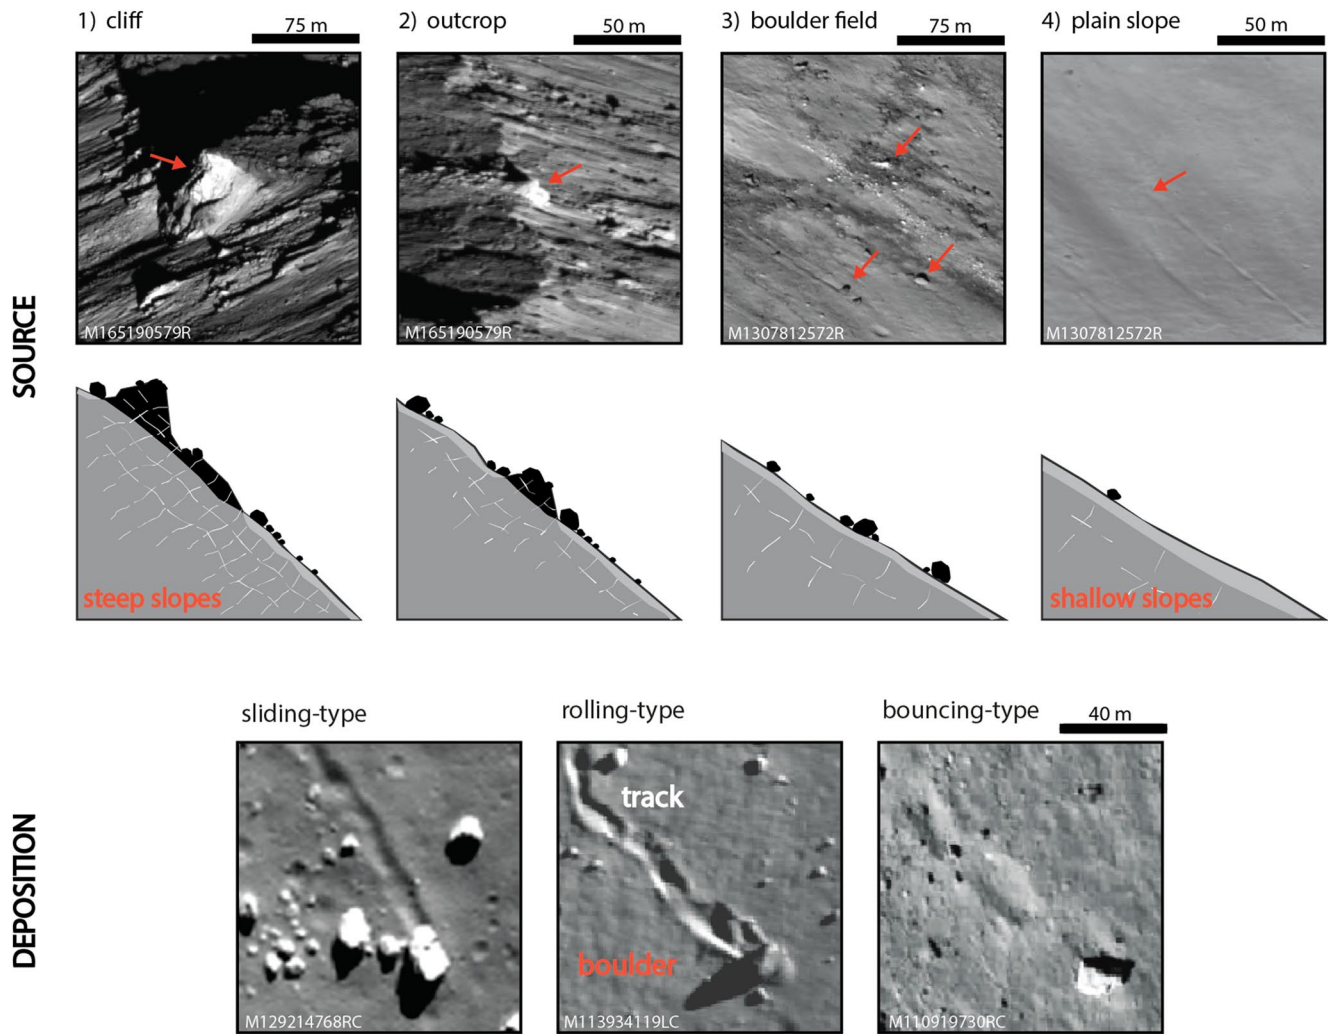 1) cliff
75 m
2) outcrop
50 m
3) boulder field
75 m
4) plain slope
50 m
SOURCE
M165190579R
M165190579R
M1307812572R
M1307812572R
steep slopes
shallow slopes
sliding-type
rolling-type
bouncing-type
40 m
DEPOSITION
track
boulder
M129214768RC
M113934119LC
M110919730RC